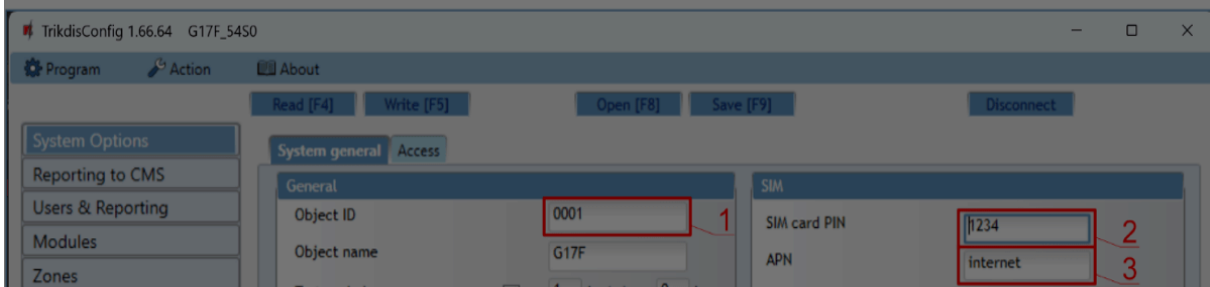 TrikdisConfig 1.66.64 G17F_54S0
Program Action About
Read [F4] Write [F5] Open [F8] Save [F9] Disconnect
System Options
Reporting to CMS
Users & Reporting
Modules
Zones
System general Access
General
Object ID 0001 1
Object name G17F
SIM
SIM card PIN 1234 2
APN internet 3